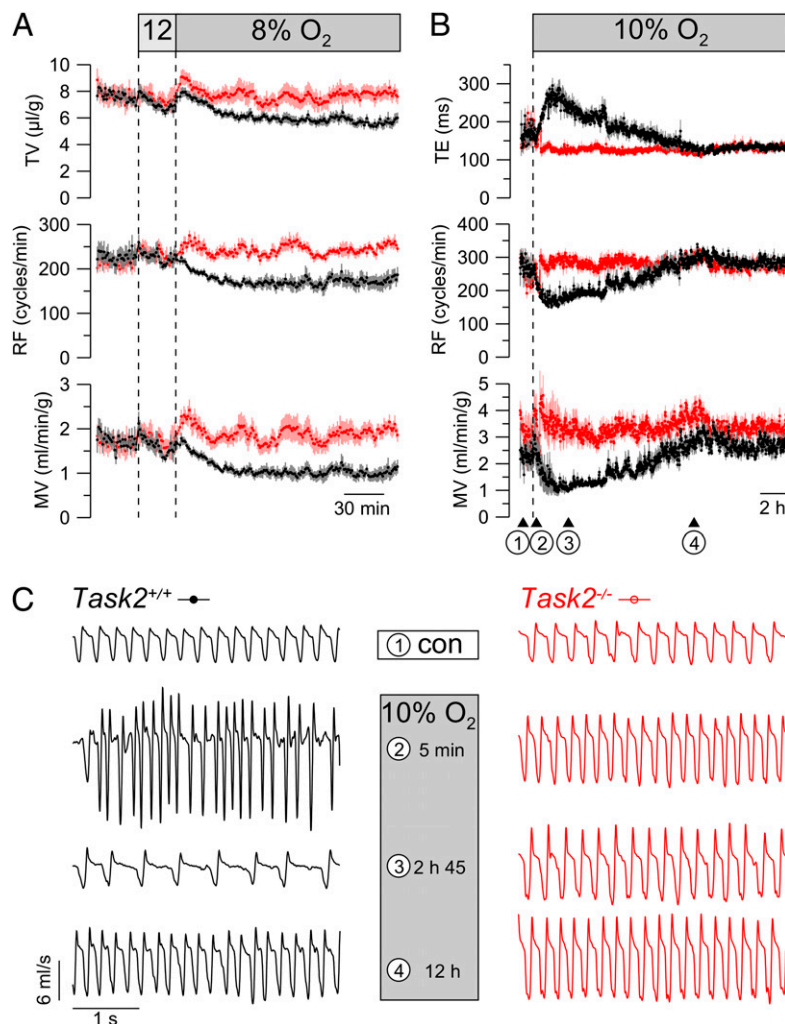 A
12
8% O2
TV (µl/g)
10
8
6
4
2
0
RF (cycles/min)
300
200
100
0
MV (ml/min/g)
3
2
1
0
30 min
B
10% O2
TE (ms)
300
200
100
0
RF (cycles/min)
400
300
200
100
0
MV (ml/min/g)
5
4
3
2
1
0
2 h
1 2 3 4
C
Task2+/+
Task2-/-
1 con
10% O2
2 5 min
3 2 h 45
4 12 h
6 ml/s
1 s